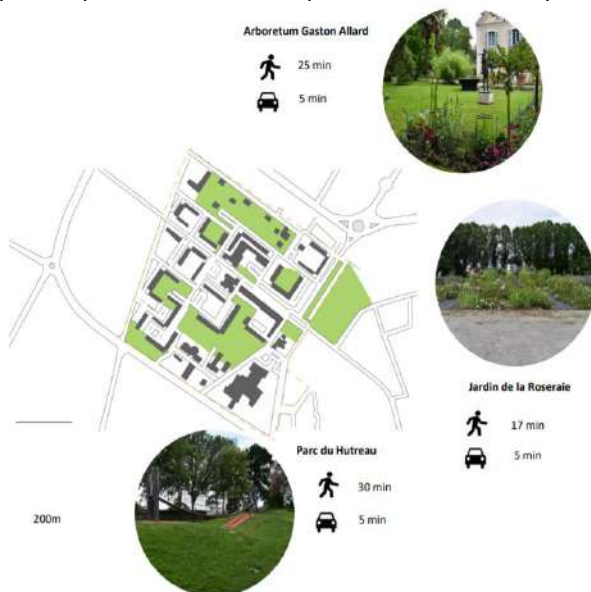 Arboretum Gaston Allard
25 min
5 min
Jardin de la Roseraie
17 min
5 min
Parc du Hutreau
30 min
5 min
200m